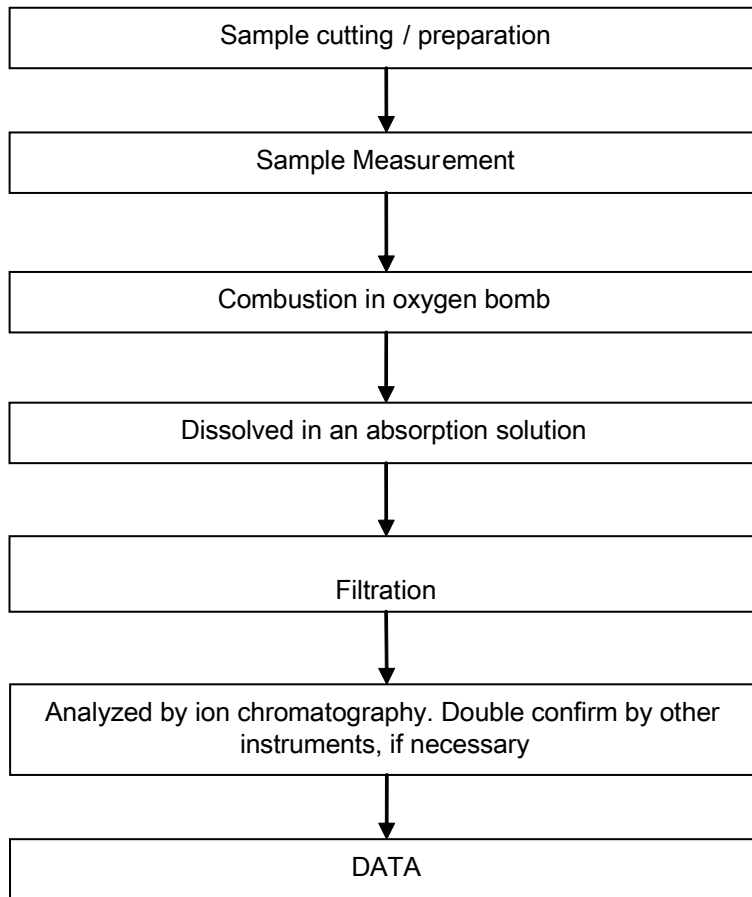 Sample cutting / preparation
Sample Measurement
Combustion in oxygen bomb
Dissolved in an absorption solution
Filtration
Analyzed by ion chromatography. Double confirm by other
instruments, if necessary
DATA